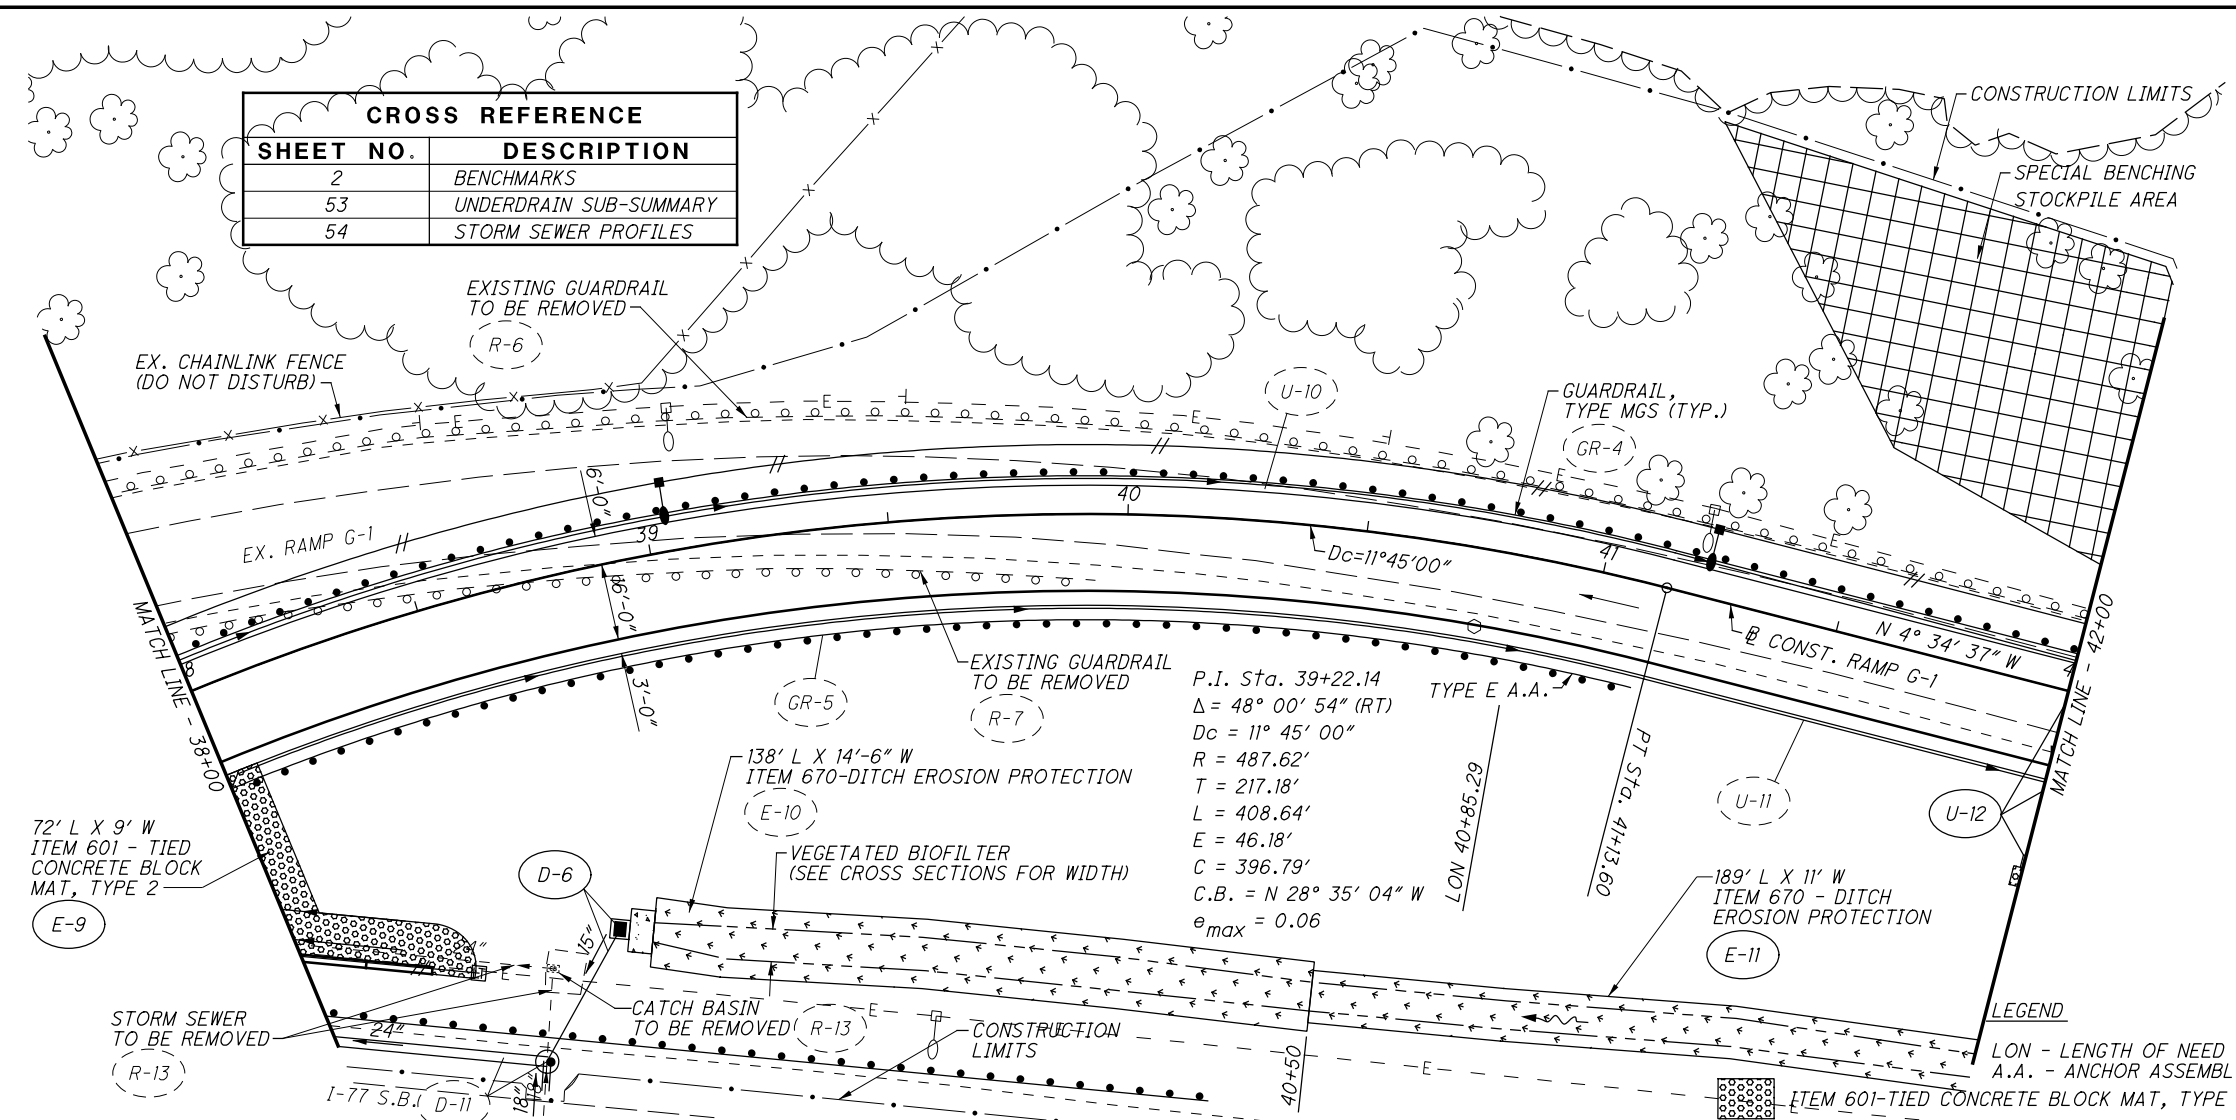 CROSS REFERENCE
SHEET NO. DESCRIPTION
2 BENCHMARKS
53 UNDERDRAIN SUB-SUMMARY
54 STORM SEWER PROFILES
CONSTRUCTION LIMITS
SPECIAL BENCHING
STOCKPILE AREA
EXISTING GUARDRAIL
TO BE REMOVED
R-6
EX. CHAINLINK FENCE
(DO NOT DISTURB)
U-10
GUARDRAIL,
TYPE MGS (TYP.)
GR-4
EX. RAMP G-1
6'-0"
39
40
41
Dc=11°45'00"
16'-0"
3'-0"
MATCH LINE - 38+00
GR-5
EXISTING GUARDRAIL
TO BE REMOVED
R-7
N 4° 34' 37" W
B CONST. RAMP G-1
MATCH LINE - 42+00
P.I. Sta. 39+22.14
Δ = 48° 00' 54" (RT)
Dc = 11° 45' 00"
R = 487.62'
T = 217.18'
L = 408.64'
E = 46.18'
C = 396.79'
C.B. = N 28° 35' 04" W
emax = 0.06
TYPE E A.A.
LON 40+85.29
PT Sta. 41+13.60
U-11
U-12
138' L X 14'-6" W
ITEM 670-DITCH EROSION PROTECTION
E-10
VEGETATED BIOFILTER
(SEE CROSS SECTIONS FOR WIDTH)
72' L X 9' W
ITEM 601 - TIED
CONCRETE BLOCK
MAT, TYPE 2
E-9
D-6
15"
189' L X 11' W
ITEM 670 - DITCH
EROSION PROTECTION
E-11
CATCH BASIN
TO BE REMOVED
R-13
STORM SEWER
TO BE REMOVED
R-13
24"
CONSTRUCTION
LIMITS
40+50
I-77 S.B.
D-11
18"
LEGEND
LON - LENGTH OF NEED
A.A. - ANCHOR ASSEMBL
ITEM 601-TIED CONCRETE BLOCK MAT, TYPE